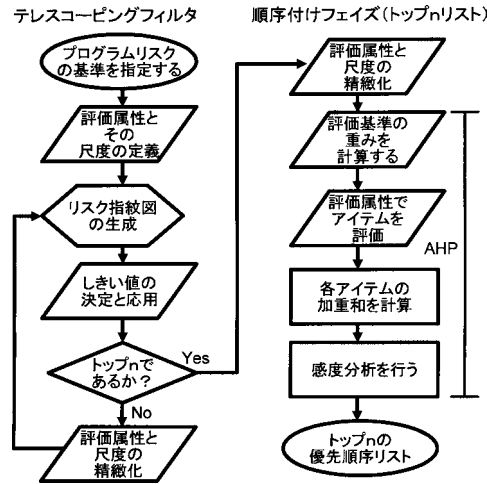 テレスコーピングフィルタ
プログラムリスク
の基準を指定する
評価属性と
その
尺度の定義
リスク指紋図
の生成
しきい値の
決定と応用
トップnで
あるか？
Yes
No
評価属性と
尺度の
精緻化
順序付けフェイズ(トップnリスト)
評価属性と
尺度の
精緻化
評価基準の
重みを
計算する
評価属性で
アイテムを
評価
AHP
各アイテムの
加重和を計算
感度分析を行う
トップnの
優先順序リスト